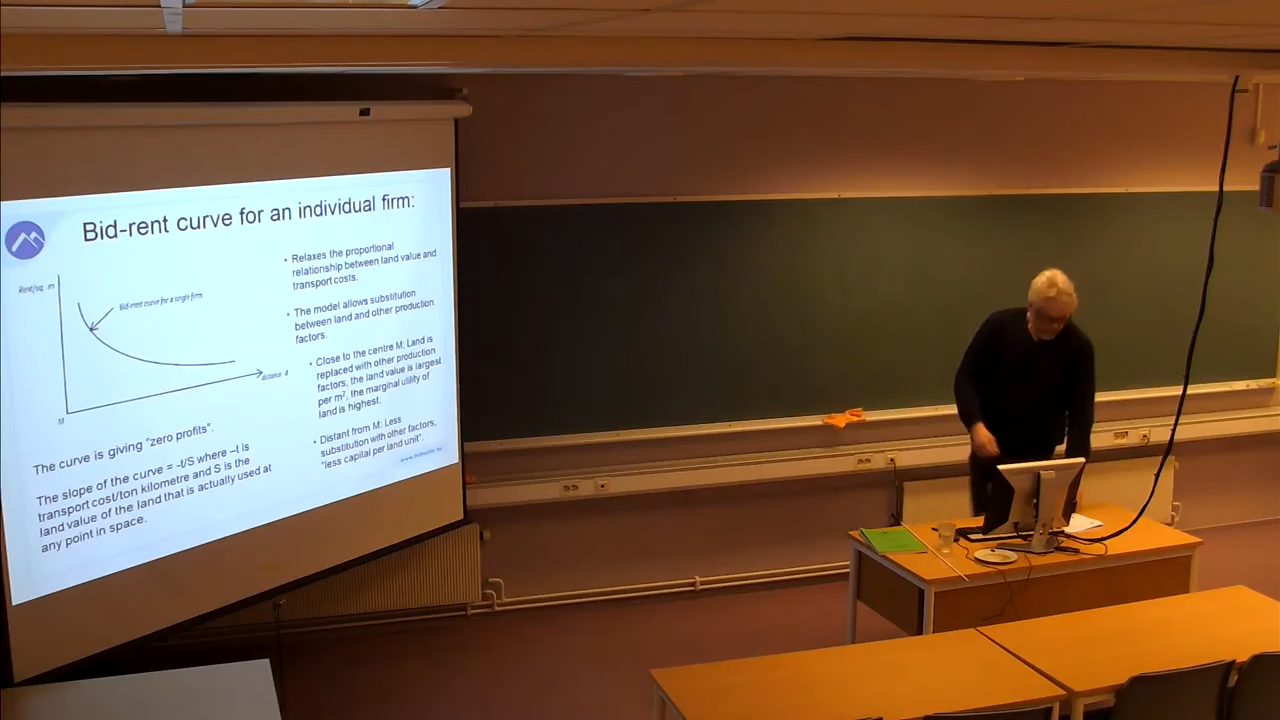 Bid-rent curve for an individual firm:
Rent/sq m
Bid-rent curve for a single firm
distance d
M
The curve is giving "zero profits".
The slope of the curve = -t/S where –t is
transport cost/ton kilometre and S is the
land value of the land that is actually used at
any point in space.
• Relaxes the proportional
relationship between land value and
transport costs.
• The model allows substitution
between land and other production
factors.
• Close to the centre M: Land is
replaced with other production
factors, the land value is largest
per m², the marginal utility of
land is highest.
• Distant from M: Less
substitution with other factors,
"less capital per land unit".